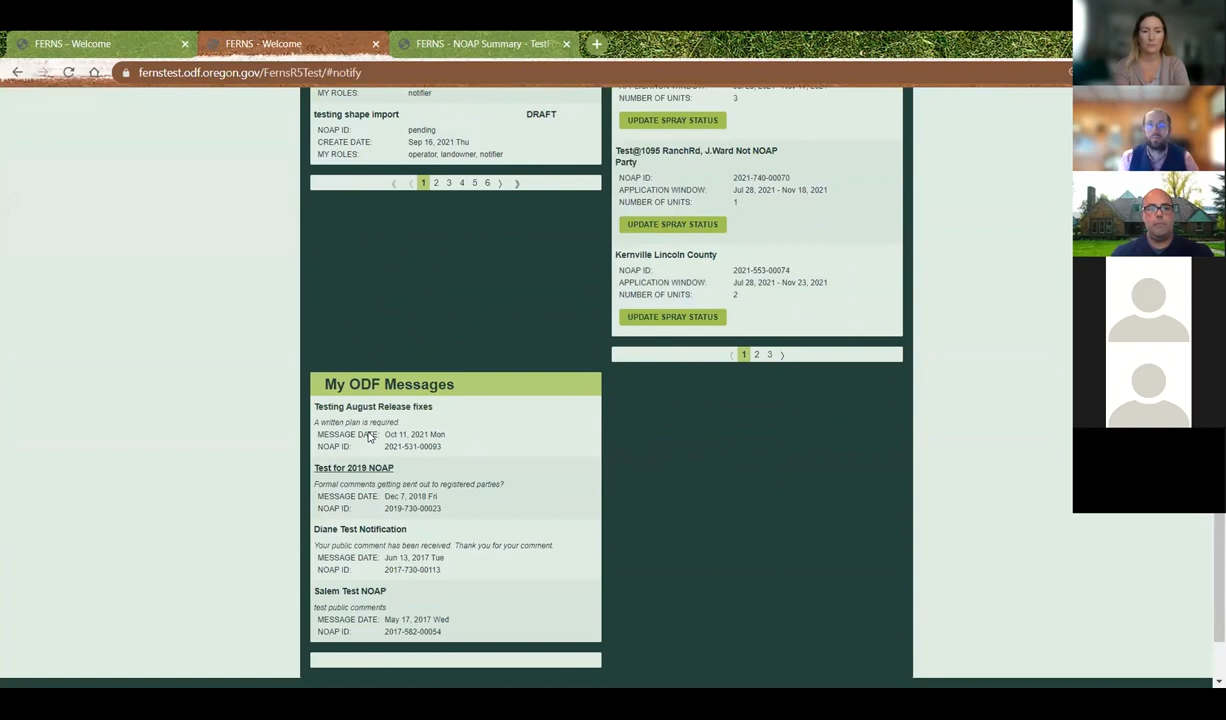 FERNS - Welcome
FERNS - Welcome
FERNS - NOAP Summary - TestF
fernstest.odf.oregon.gov/FernsR5Test/#notify
MY ROLES: notifier
testing shape import DRAFT
NOAP ID: pending
CREATE DATE: Sep 16, 2021 Thu
MY ROLES: operator, landowner, notifier
1 2 3 4 5 6
NUMBER OF UNITS: 3
UPDATE SPRAY STATUS
Test@1095 RanchRd, J.Ward Not NOAP
Party
NOAP ID: 2021-740-00070
APPLICATION WINDOW: Jul 28, 2021 - Nov 18, 2021
NUMBER OF UNITS: 1
UPDATE SPRAY STATUS
Kernville Lincoln County
NOAP ID: 2021-553-00074
APPLICATION WINDOW: Jul 28, 2021 - Nov 23, 2021
NUMBER OF UNITS: 2
UPDATE SPRAY STATUS
1 2 3
My ODF Messages
Testing August Release fixes
A written plan is required.
MESSAGE DATE: Oct 11, 2021 Mon
NOAP ID: 2021-531-00093
Test for 2019 NOAP
Formal comments getting sent out to registered parties?
MESSAGE DATE: Dec 7, 2018 Fri
NOAP ID: 2019-730-00023
Diane Test Notification
Your public comment has been received. Thank you for your comment.
MESSAGE DATE: Jun 13, 2017 Tue
NOAP ID: 2017-730-00113
Salem Test NOAP
test public comments
MESSAGE DATE: May 17, 2017 Wed
NOAP ID: 2017-582-00054